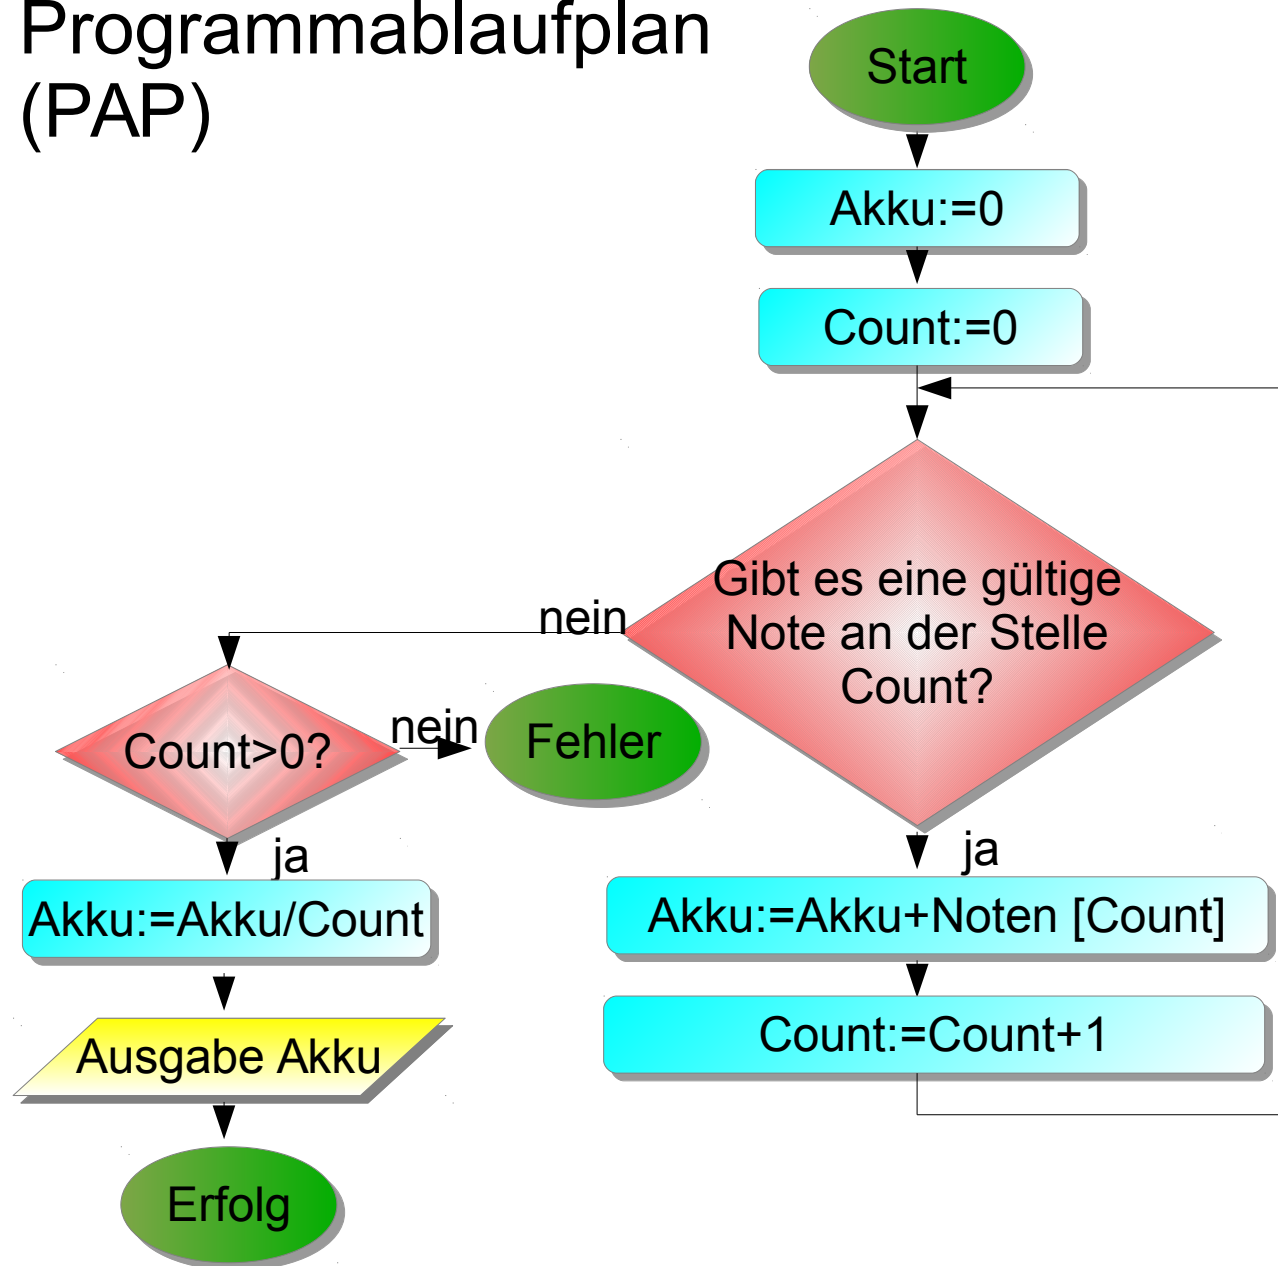 Programmablaufplan
(PAP)
Start
Akku:=0
Count:=0
Gibt es eine gültige
Note an der Stelle
Count?
nein
Count>0?
nein
Fehler
ja
ja
Akku:=Akku/Count
Akku:=Akku+Noten [Count]
Count:=Count+1
Ausgabe Akku
Erfolg